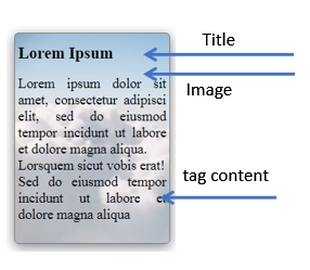 Lorem Ipsum
Title
Image
Lorem ipsum dolor sit
amet, consectetur adipisci
elit, sed do eiusmod
tempor incidunt ut labore
et dolore magna aliqua.
Lorsquem sicut vobis erat!
Sed do eiusmod tempor
incidunt ut labore et
dolore magna aliqua
tag content